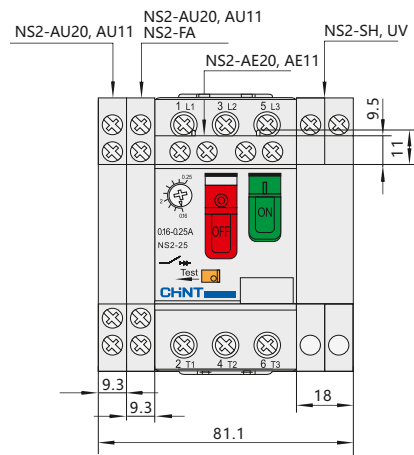 NS2-AU20, AU11
NS2-AU20, AU11
NS2-FA
NS2-SH, UV
NS2-AE20, AE11
1 L1 3 L2 5 L3
9.5
11
0.25
2
0.16
0.16-0.25A
NS2-25
OFF
ON
Test
CHNT
2 T1 4 T2 6 T3
9.3
9.3
18
81.1